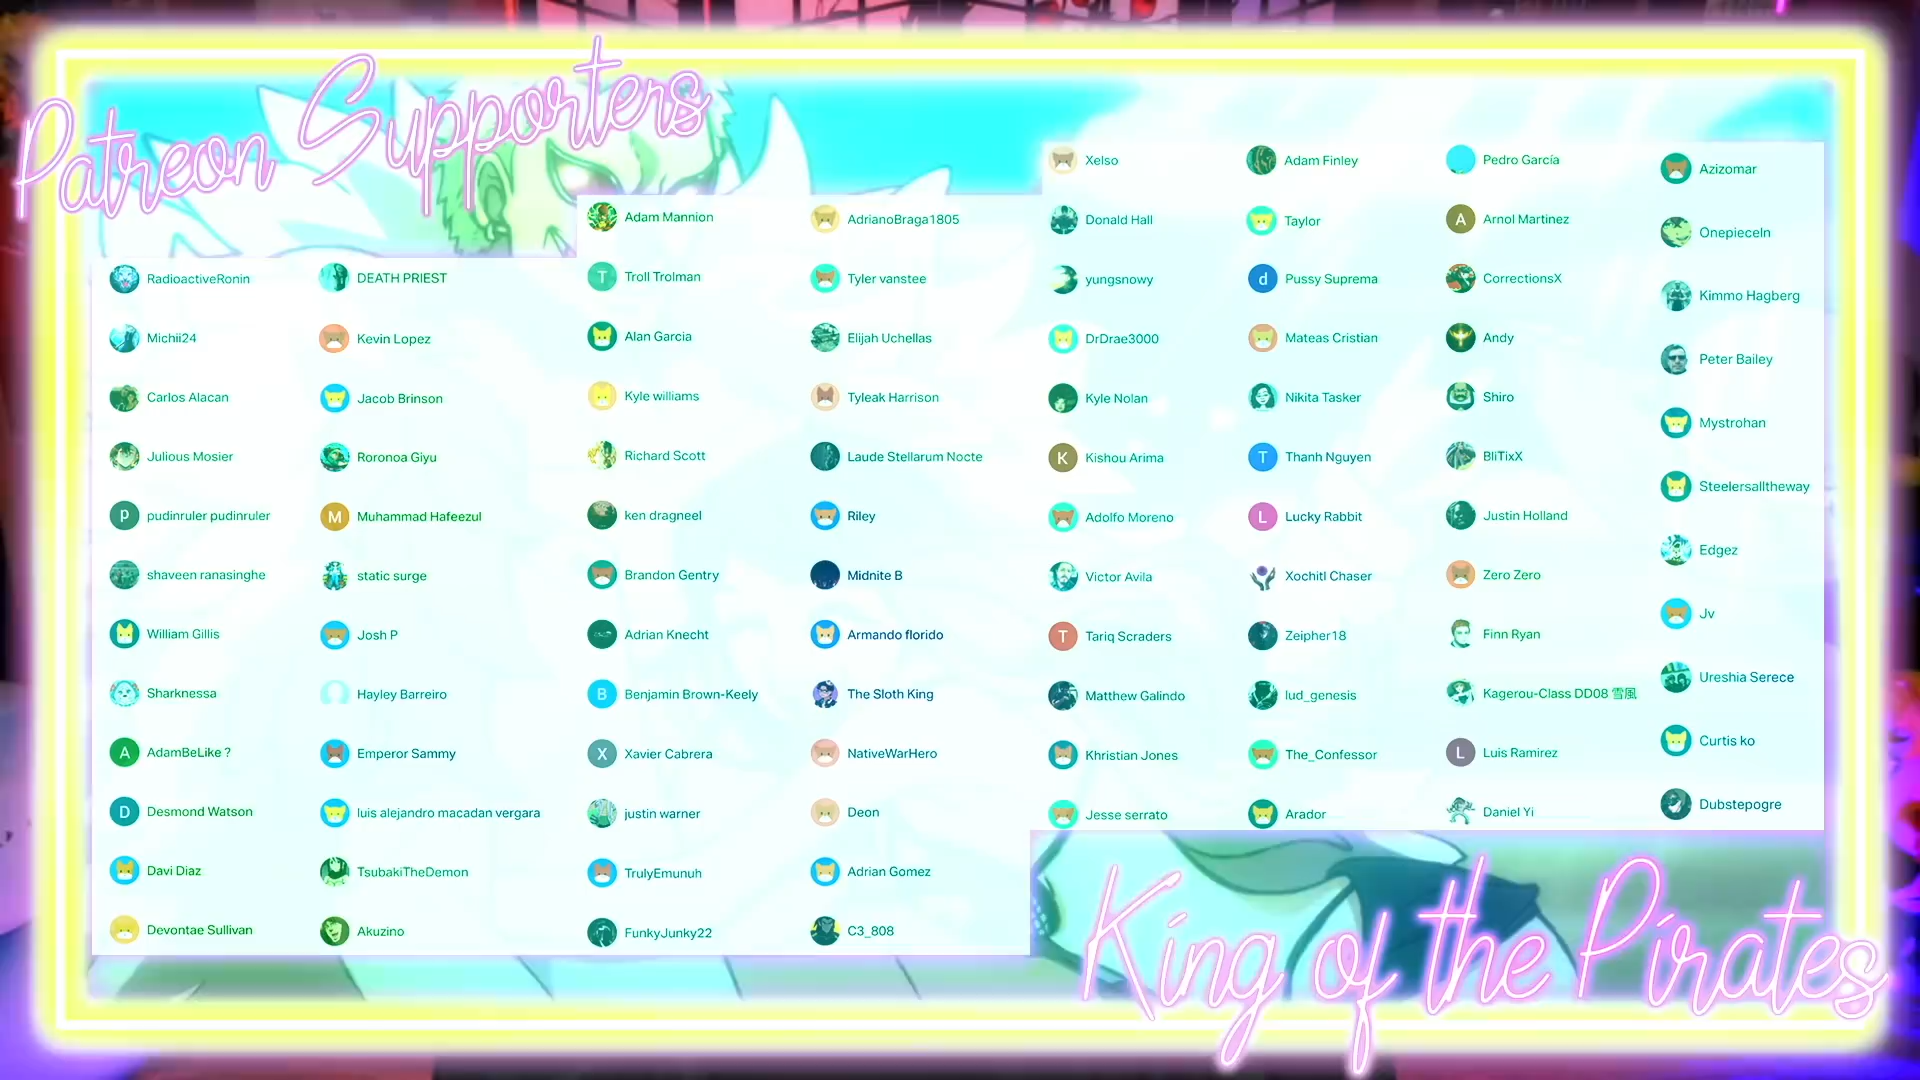 Patreon Supporters
RadioactiveRonin
Michii24
Carlos Alacan
Julious Mosier
p
pudinruler pudinruler
shaveen ranasinghe
William Gillis
Sharknessa
A
AdamBeLike ?
D
Desmond Watson
Davi Diaz
Devontae Sullivan
DEATH PRIEST
Kevin Lopez
Jacob Brinson
Roronoa Giyu
M
Muhammad Hafeezul
static surge
Josh P
Hayley Barreiro
Emperor Sammy
luis alejandro macadan vergara
TsubakiTheDemon
Akuzino
Adam Mannion
T
Troll Trolman
Alan Garcia
Kyle williams
Richard Scott
ken dragneel
Brandon Gentry
Adrian Knecht
B
Benjamin Brown-Keely
X
Xavier Cabrera
justin warner
TrulyEmunuh
FunkyJunky22
AdrianoBraga1805
Tyler vanstee
Elijah Uchellas
Tyleak Harrison
Laude Stellarum Nocte
Riley
Midnite B
Armando florido
The Sloth King
NativeWarHero
Deon
Adrian Gomez
C3_808
Xelso
Donald Hall
yungsnowy
DrDrae3000
Kyle Nolan
K
Kishou Arima
Adolfo Moreno
Victor Avila
T
Tariq Scraders
Matthew Galindo
Khristian Jones
Jesse serrato
Adam Finley
Taylor
d
Pussy Suprema
Mateas Cristian
Nikita Tasker
T
Thanh Nguyen
L
Lucky Rabbit
Xochitl Chaser
Zeipher18
lud_genesis
The_Confessor
Arador
Pedro García
A
Arnol Martinez
CorrectionsX
Andy
Shiro
BliTixX
Justin Holland
Zero Zero
Finn Ryan
Kagerou-Class DD08 雪風
L
Luis Ramirez
Daniel Yi
Azizomar
Onepieceln
Kimmo Hagberg
Peter Bailey
Mystrohan
Steelersalltheway
Edgez
Jv
Ureshia Serece
Curtis ko
Dubstepogre
King of the Pirates